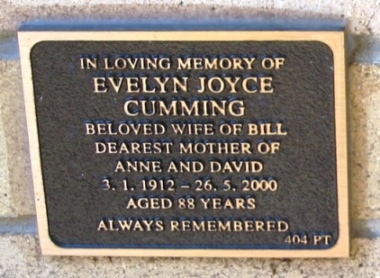 IN LOVING MEMORY OF
EVELYN JOYCE
CUMMING
BELOVED WIFE OF BILL
DEAREST MOTHER OF
ANNE AND DAVID
3. 1. 1912 – 26. 5. 2000
AGED 88 YEARS
ALWAYS REMEMBERED
404 PT